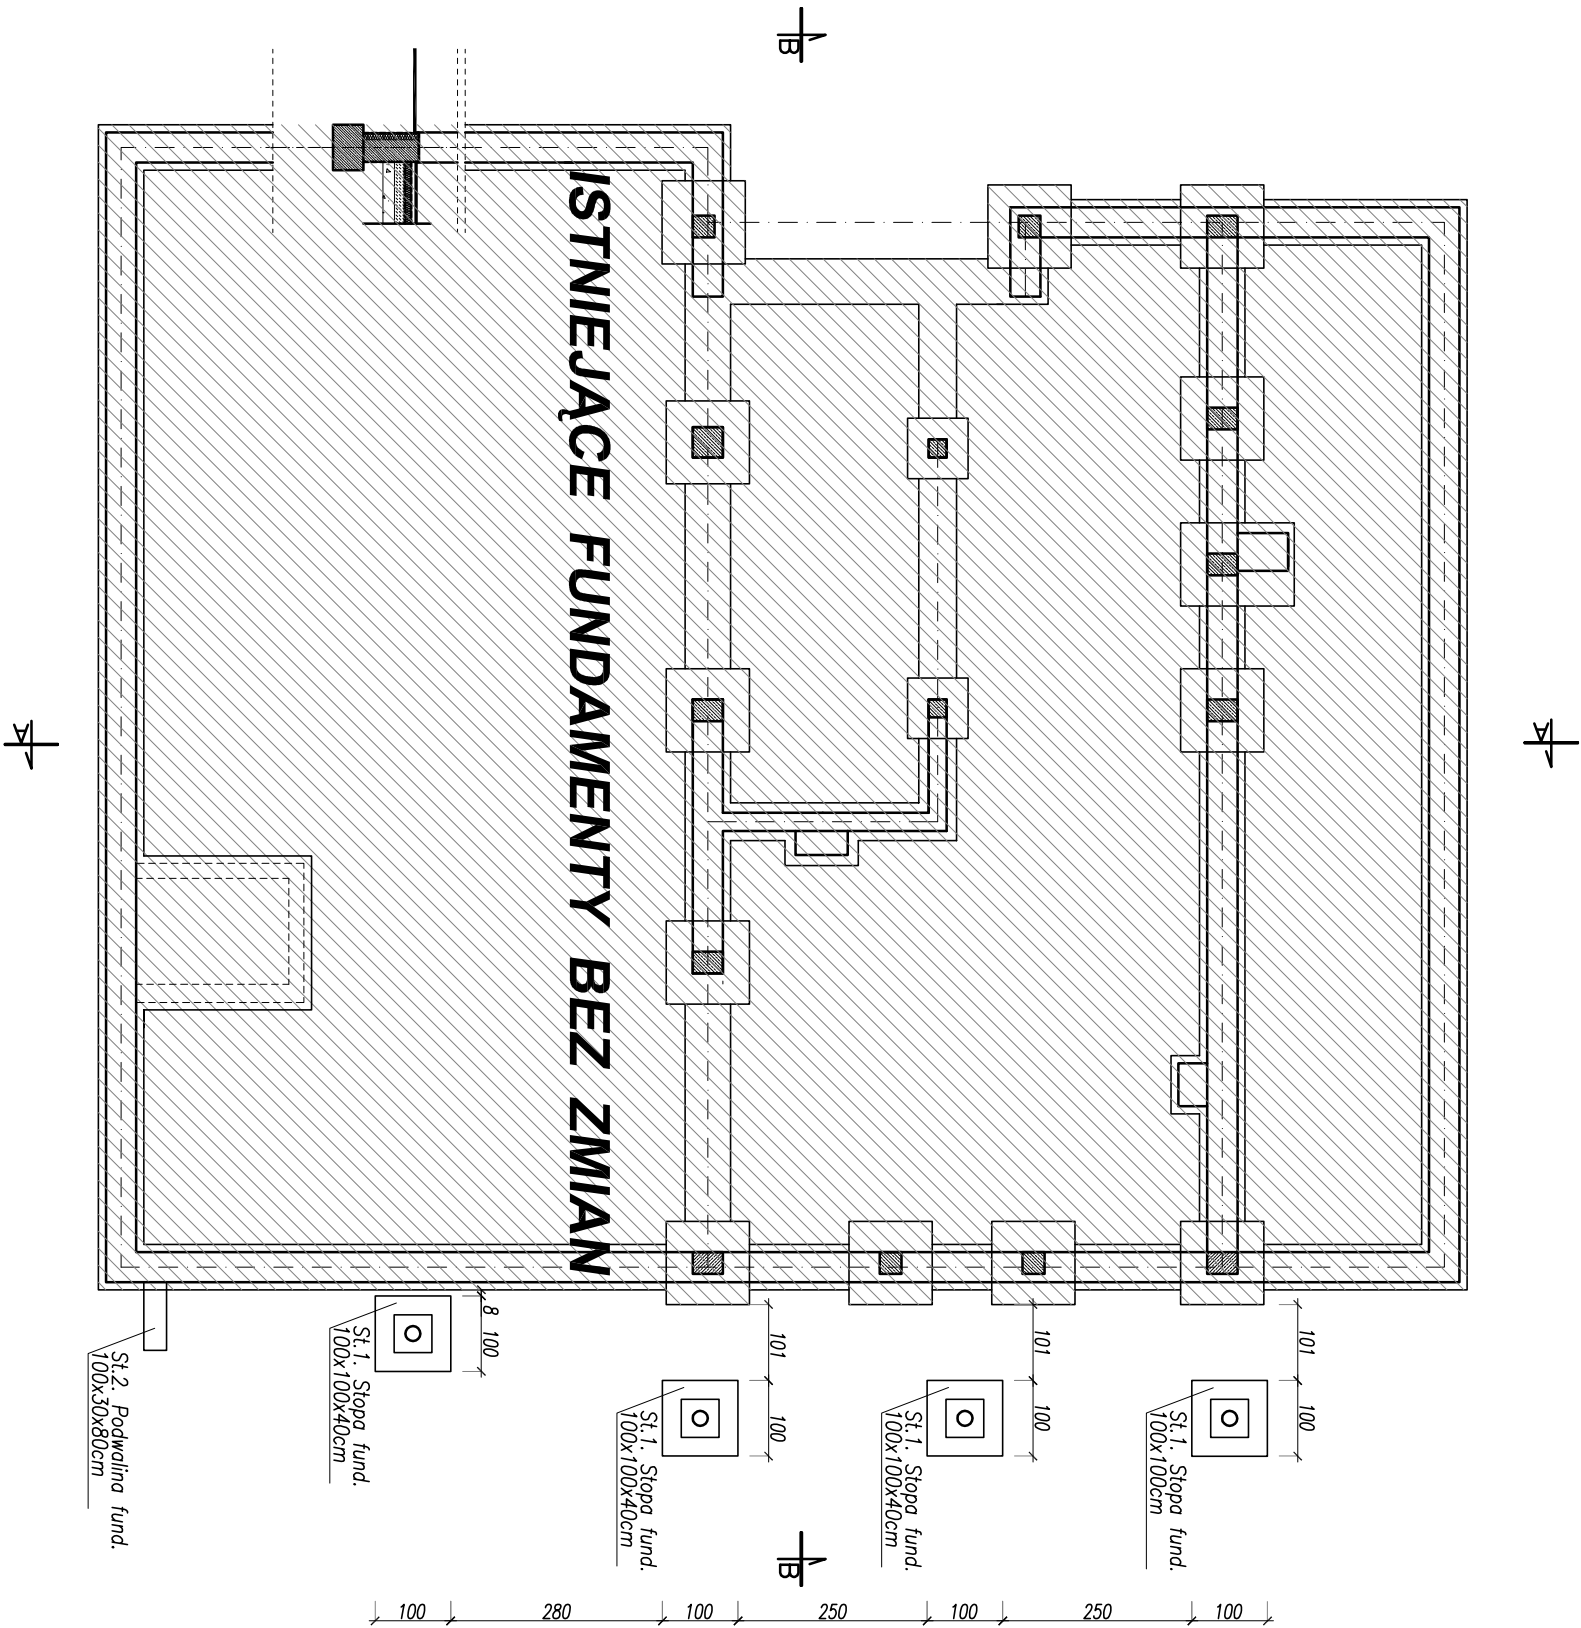 B
ISTNIEJĄCE FUNDAMENTY BEZ ZMIAN
A
A
8
100
101
100
101
100
101
100
St.2. Podwalina fund.
100x30x80cm
St.1. Stopa fund.
100x100x40cm
St.1. Stopa fund.
100x100x40cm
St.1. Stopa fund.
100x100x40cm
St.1. Stopa fund.
100x100cm
B
100
280
100
250
100
250
100